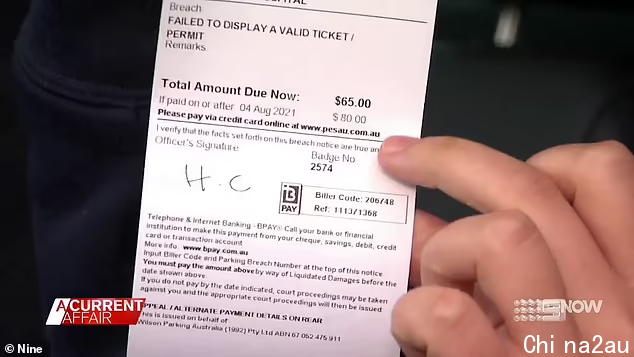 Breach
FAILED TO DISPLAY A VALID TICKET /
PERMIT
Remarks
Total Amount Due Now: $65.00
If paid on or after 04 Aug 2021 $80.00
Please pay via credit card online at www.pesau.com.au
I verify that the facts set forth on this breach notice are true
Officer's Signature Badge No
2574
H.C
B PAY
Biller Code: 206748
Ref: 111371368
Telephone & Internet Banking - BPAY® Call your bank or financial
institution to make this payment from your cheque, savings, debit, credit
card or transaction account
More info. www.bpay.com.au
Input Biller Code and Parking Breach Number at the top of this notice
You must pay the amount above by way of Liquidated Damages before the
date shown above.
If you do not pay by the date indicated, court proceedings may be taken
against you and the appropriate court proceedings will then be issued
APPEAL / ALTERNATIVE PAYMENT DETAILS ON REAR
This is issued on behalf of
Wilson Parking Australia (1992) Pty Ltd ABN 67 052 475 911
A CURRENT
AFFAIR
9NOW
Chi na2au
© Nine